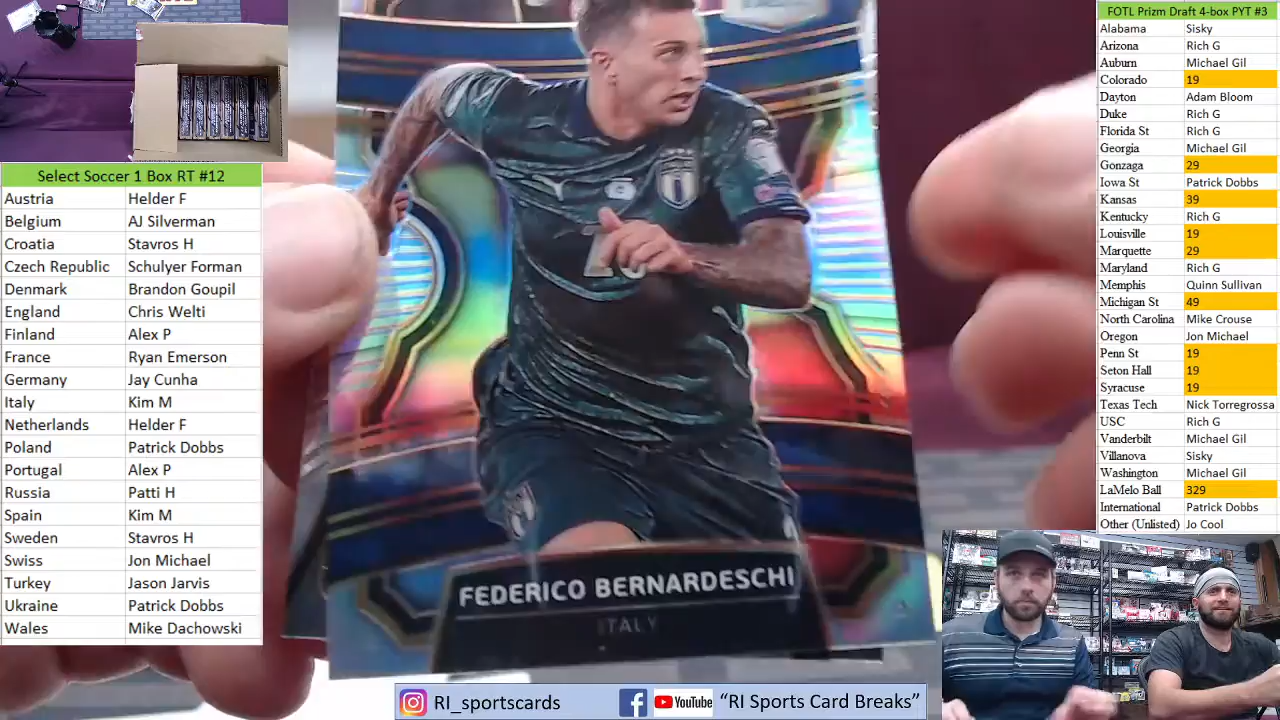 Select Soccer 1 Box RT #12
Austria Helder F
Belgium AJ Silverman
Croatia Stavros H
Czech Republic Schulyer Forman
Denmark Brandon Goupil
England Chris Welti
Finland Alex P
France Ryan Emerson
Germany Jay Cunha
Italy Kim M
Netherlands Helder F
Poland Patrick Dobbs
Portugal Alex P
Russia Patti H
Spain Kim M
Sweden Stavros H
Swiss Jon Michael
Turkey Jason Jarvis
Ukraine Patrick Dobbs
Wales Mike Dachowski
FEDERICO BERNARDESCHI
ITALY
FOTL Prizm Draft 4-box PYT #3
Alabama Sisky
Arizona Rich G
Auburn Michael Gil
Colorado 19
Dayton Adam Bloom
Duke Rich G
Florida St Rich G
Georgia Michael Gil
Gonzaga 29
Iowa St Patrick Dobbs
Kansas 39
Kentucky Rich G
Louisville 19
Marquette 29
Maryland Rich G
Memphis Quinn Sullivan
Michigan St 49
North Carolina Mike Crouse
Oregon Jon Michael
Penn St 19
Seton Hall 19
Syracuse 19
Texas Tech Nick Torregrossa
USC Rich G
Vanderbilt Michael Gil
Villanova Sisky
Washington Michael Gil
LaMelo Ball 329
International Patrick Dobbs
Other (Unlisted) Jo Cool
RI_sportscards
YouTube “RI Sports Card Breaks”